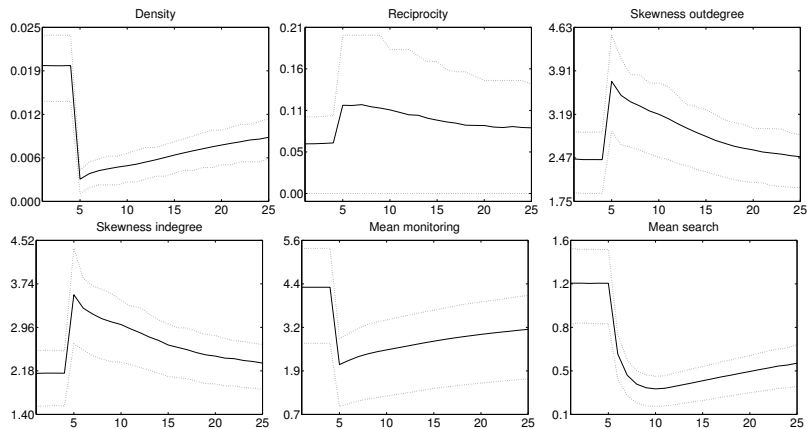 Density Reciprocity Skewness outdegree
0.025 0.21 4.63
0.019 0.16 3.91
0.012 0.11 3.19
0.006 0.05 2.47
0.000 0.00 1.75
5 10 15 20 25 5 10 15 20 25 5 10 15 20 25
Skewness indegree Mean monitoring Mean search
4.52 5.6 1.6
3.74 4.4 1.2
2.96 3.2 0.8
2.18 1.9 0.5
1.40 0.7 0.1
5 10 15 20 25 5 10 15 20 25 5 10 15 20 25